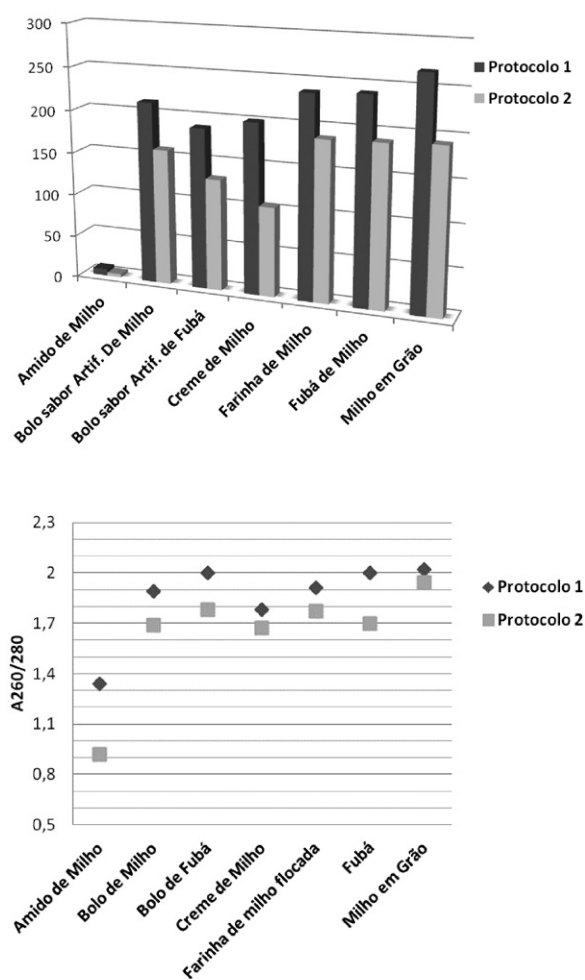 300
250
200
150
100
50
0
Protocolo 1
Protocolo 2
Amido de Milho
Bolo sabor Artif. De Milho
Bolo sabor Artif. de Fubá
Creme de Milho
Farinha de Milho
Fubá de Milho
Milho em Grão
2,3
2
1,7
1,4
1,1
0,8
0,5
A260/280
Protocolo 1
Protocolo 2
Amido de Milho
Bolo de Milho
Bolo de Fubá
Creme de Milho
Farinha de milho flocada
Fubá
Milho em Grão